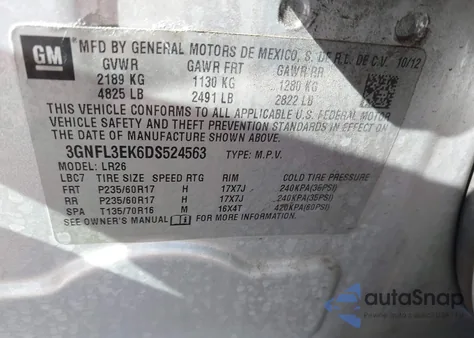 GM
MFD BY GENERAL MOTORS DE MEXICO, S. DE R.L. DE C.V. 10/12
GVWR GAWR FRT GAWR RR
2189 KG 1130 KG 1280 KG
4825 LB 2491 LB 2822 LB
THIS VEHICLE CONFORMS TO ALL APPLICABLE U.S. FEDERAL MOTOR
VEHICLE SAFETY AND THEFT PREVENTION STANDARDS IN EFFECT ON
THE DATE OF MANUFACTURE SHOWN ABOVE.
3GNFL3EK6DS524563 TYPE: M.P.V.
MODEL: LR26
LBC7 TIRE SIZE SPEED RTG RIM COLD TIRE PRESSURE
FRT P235/60R17 H 17X7J 240KPA(35PSI)
RR P235/60R17 H 17X7J 240KPA(35PSI)
SPA T135/70R16 M 16X4T 420KPA(60PSI)
SEE OWNER'S MANUAL FOR MORE INFORMATION.
autoSnap